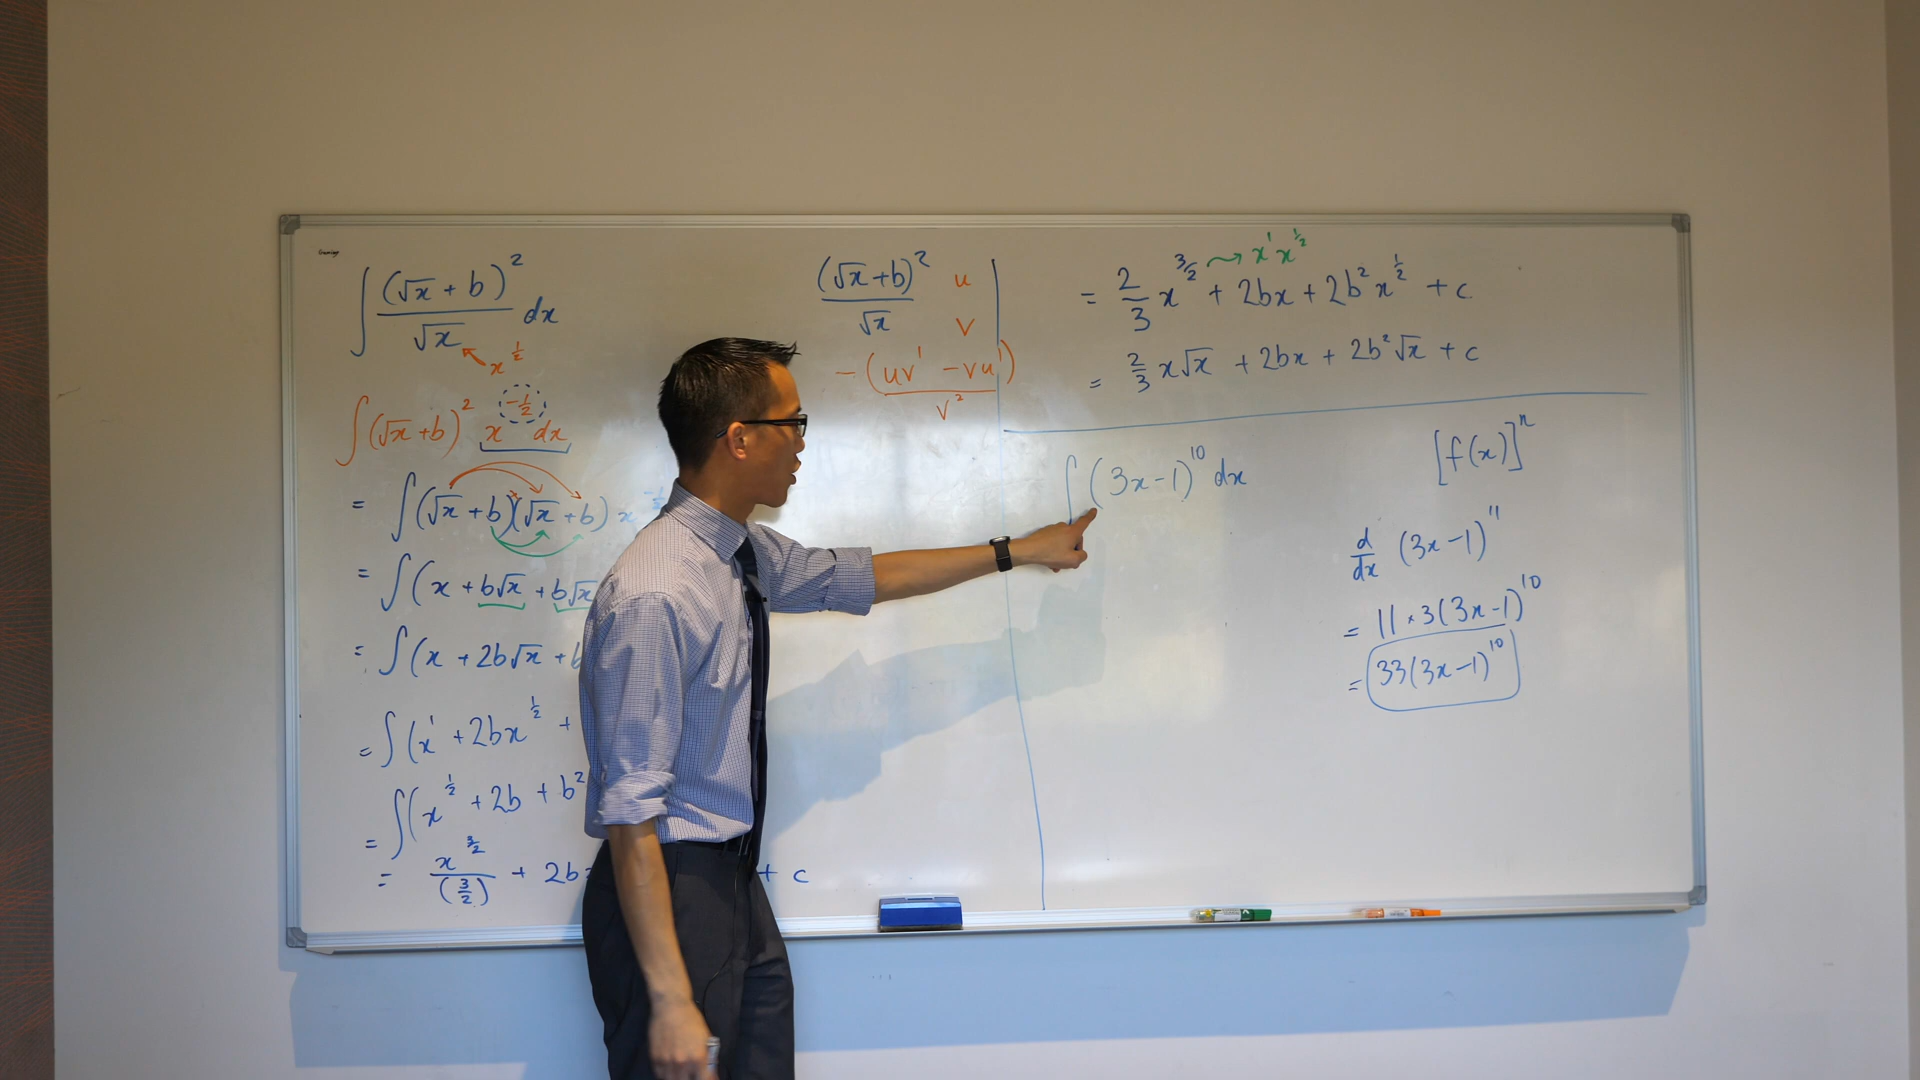 ∫ (√x + b)² / √x dx
x^½
∫ (√x + b)² x^-½ dx
= ∫ (√x + b)(√x + b) x
= ∫ (x + b√x + b√x
= ∫ (x + 2b√x +
= ∫ (x¹ + 2bx^½ +
= ∫ (x^½ + 2b + b²
= x^3/2 / (3/2) + 2b + c
(√x + b)² / √x
u
v
- (uv' - vu') / v²
= 2/3 x^3/2 + 2bx + 2b²x^½ + c
x¹ x^½
= 2/3 x√x + 2bx + 2b²√x + c
∫ (3x-1)^10 dx
[f(x)]^n
d/dx (3x-1)^11
= 11 × 3(3x-1)^10
= 33(3x-1)^10